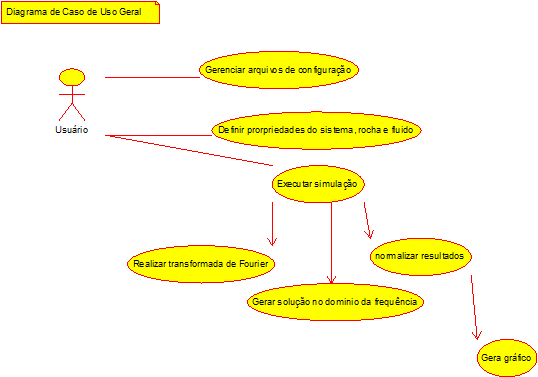 Diagrama de Caso de Uso Geral
Gerenciar arquivos de configuração
Usuário
Definir prorpriedades do sistema, rocha e fluido
Executar simulação
Realizar transformada de Fourier
normalizar resultados
Gerar solução no dominio da frequência
Gera gráfico